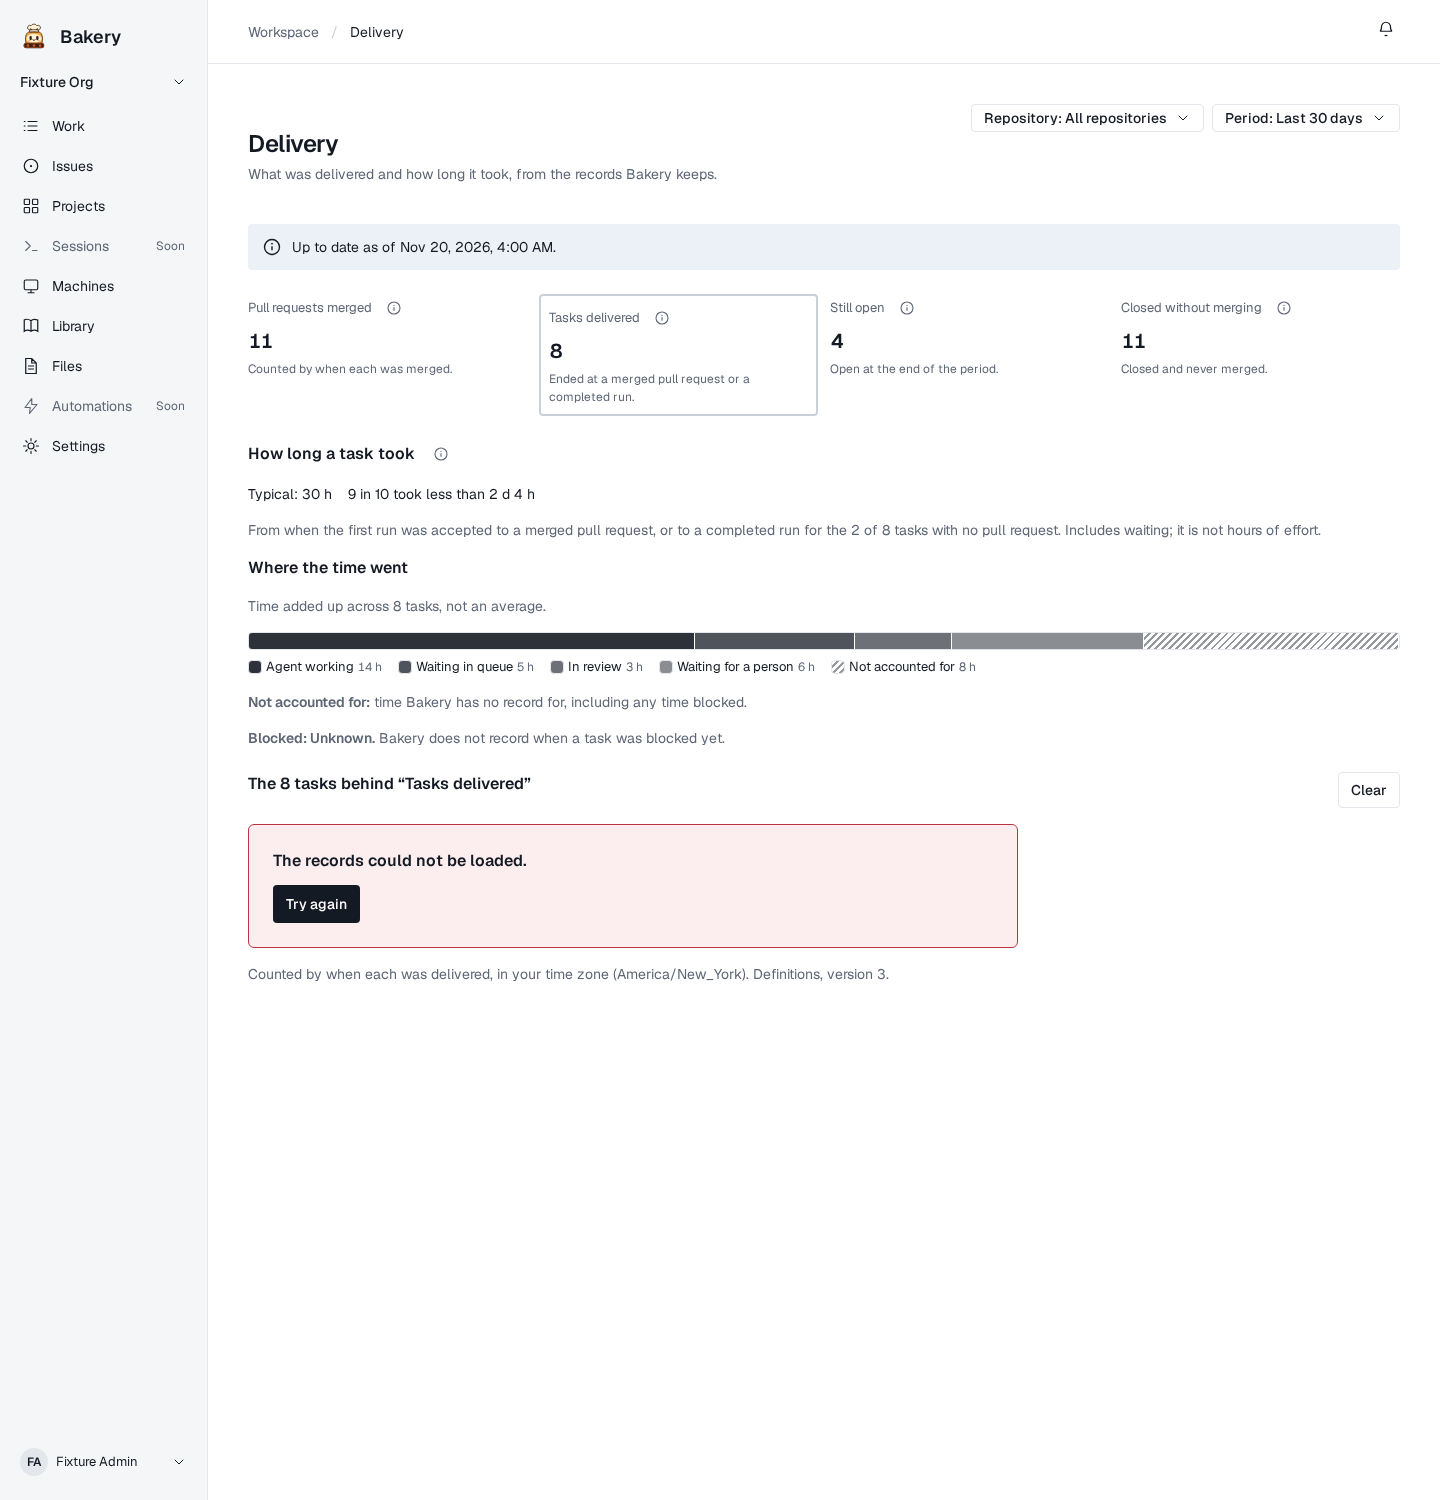 Bakery
Fixture Org
Work
Issues
Projects
Sessions Soon
Machines
Library
Files
Automations Soon
Settings
FA Fixture Admin
Workspace / Delivery
Repository: All repositories
Period: Last 30 days
Delivery
What was delivered and how long it took, from the records Bakery keeps.
Up to date as of Nov 20, 2026, 4:00 AM.
Pull requests merged
11
Counted by when each was merged.
Tasks delivered
8
Ended at a merged pull request or a
completed run.
Still open
4
Open at the end of the period.
Closed without merging
11
Closed and never merged.
How long a task took
Typical: 30 h 9 in 10 took less than 2 d 4 h
From when the first run was accepted to a merged pull request, or to a completed run for the 2 of 8 tasks with no pull request. Includes waiting; it is not hours of effort.
Where the time went
Time added up across 8 tasks, not an average.
Agent working 14 h Waiting in queue 5 h In review 3 h Waiting for a person 6 h Not accounted for 8 h
Not accounted for: time Bakery has no record for, including any time blocked.
Blocked: Unknown. Bakery does not record when a task was blocked yet.
The 8 tasks behind “Tasks delivered”
Clear
The records could not be loaded.
Try again
Counted by when each was delivered, in your time zone (America/New_York). Definitions, version 3.